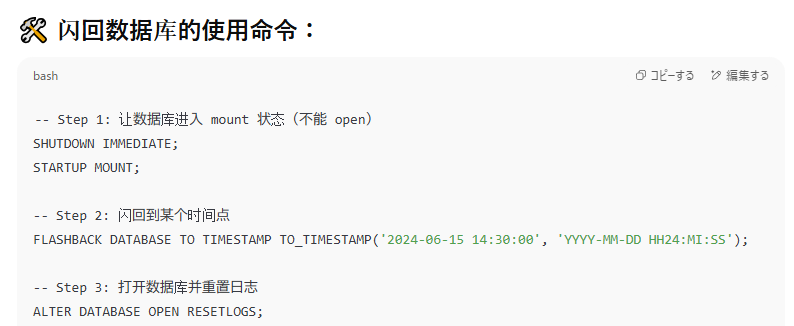 🛠 闪回数据库的使用命令：
bash
コピーする
編集する
-- Step 1: 让数据库进入 mount 状态（不能 open）
SHUTDOWN IMMEDIATE;
STARTUP MOUNT;
-- Step 2: 闪回到某个时间点
FLASHBACK DATABASE TO TIMESTAMP TO_TIMESTAMP('2024-06-15 14:30:00', 'YYYY-MM-DD HH24:MI:SS');
-- Step 3: 打开数据库并重置日志
ALTER DATABASE OPEN RESETLOGS;